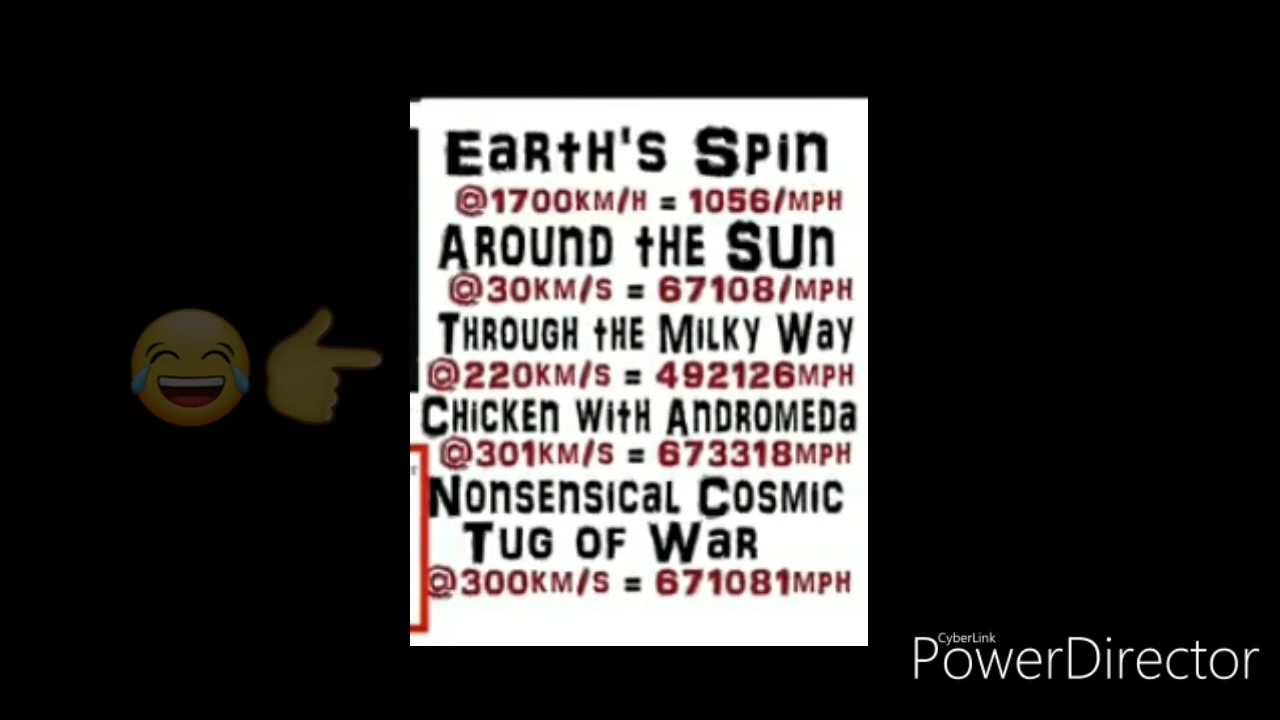 Earth's Spin
@1700km/h = 1056/mph
Around the Sun
@30km/s = 67108/mph
Through the Milky Way
@220km/s = 492126mph
Chicken with Andromeda
@301km/s = 673318mph
Nonsensical Cosmic
Tug of War
@300km/s = 671081mph
CyberLink
PowerDirector